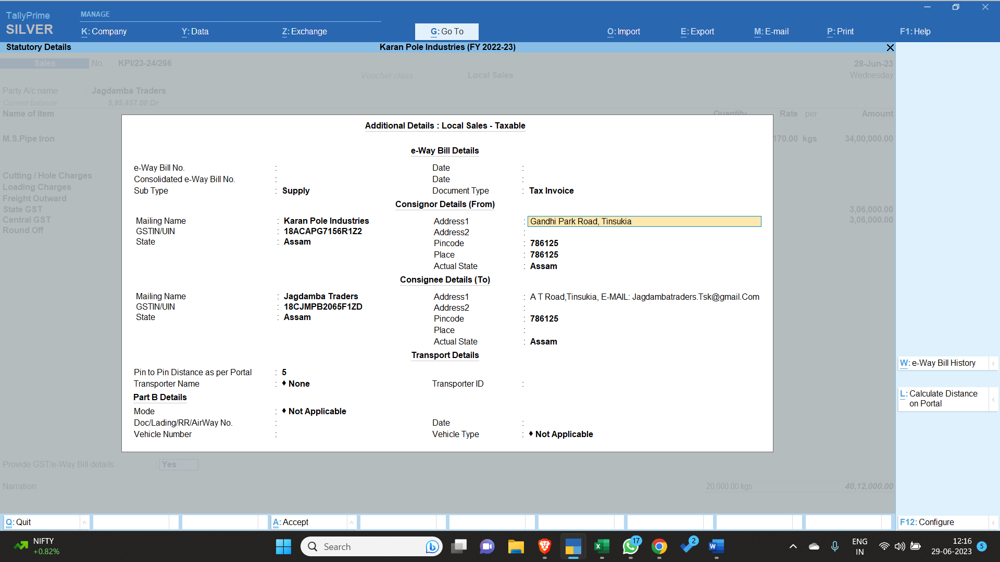 TallyPrime
SILVER
MANAGE
K: Company
Y: Data
Z: Exchange
G: Go To
O: Import
E: Export
M: E-mail
P: Print
F1: Help
Statutory Details
Karan Pole Industries (FY 2022-23)
Sales No. KPI/23-24/266
28-Jun-23
Voucher class : Local Sales
Wednesday
Party A/c name : Jagdamba Traders
Current balance : 5,95,457.00 Dr
Name of Item Quantity Rate per Amount
M.S.Pipe Iron 170.00 kgs 34,00,000.00
Cutting / Hole Charges
Loading Charges
Freight Outward
State GST 3,06,000.00
Central GST 3,06,000.00
Round Off
Additional Details : Local Sales - Taxable
e-Way Bill Details
e-Way Bill No. : Date :
Consolidated e-Way Bill No. : Date :
Sub Type : Supply Document Type : Tax Invoice
Consignor Details (From)
Mailing Name : Karan Pole Industries Address1 : Gandhi Park Road, Tinsukia
GSTIN/UIN : 18ACAPG7156R1Z2 Address2 :
State : Assam Pincode : 786125
Place : 786125
Actual State : Assam
Consignee Details (To)
Mailing Name : Jagdamba Traders Address1 : A T Road,Tinsukia, E-MAIL: Jagdambatraders.Tsk@gmail.Com
GSTIN/UIN : 18CJMPB2065F1ZD Address2 :
State : Assam Pincode : 786125
Place :
Actual State : Assam
Transport Details
Pin to Pin Distance as per Portal : 5
Transporter Name : ♦ None Transporter ID :
Part B Details
Mode : ♦ Not Applicable
Doc/Lading/RR/AirWay No. : Date :
Vehicle Number : Vehicle Type : ♦ Not Applicable
W: e-Way Bill History
L: Calculate Distance
on Portal
Provide GST/e-Way Bill details : Yes
Narration: 20,000.00 kgs 40,12,000.00
Q: Quit
A: Accept
F12: Configure
NIFTY
+0.82%
Search
17
2
ENG
IN
12:16
29-06-2023
5